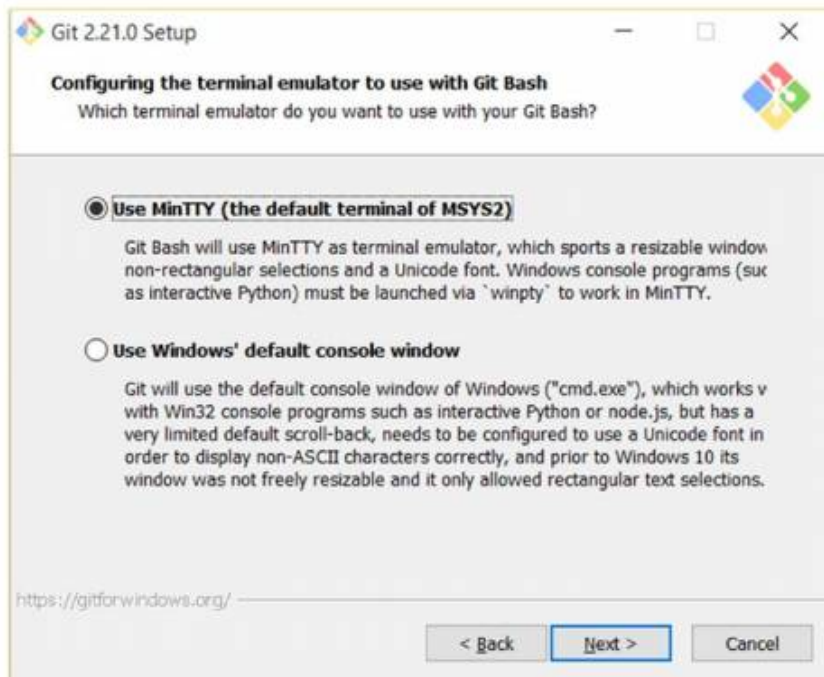 Git 2.21.0 Setup
Configuring the terminal emulator to use with Git Bash
Which terminal emulator do you want to use with your Git Bash?
Use MinTTY (the default terminal of MSYS2)
Git Bash will use MinTTY as terminal emulator, which sports a resizable window
non-rectangular selections and a Unicode font. Windows console programs (suc
as interactive Python) must be launched via `winpty` to work in MinTTY.
Use Windows' default console window
Git will use the default console window of Windows ("cmd.exe"), which works v
with Win32 console programs such as interactive Python or node.js, but has a
very limited default scroll-back, needs to be configured to use a Unicode font in
order to display non-ASCII characters correctly, and prior to Windows 10 its
window was not freely resizable and it only allowed rectangular text selections.
https://gitforwindows.org/
< Back Next > Cancel